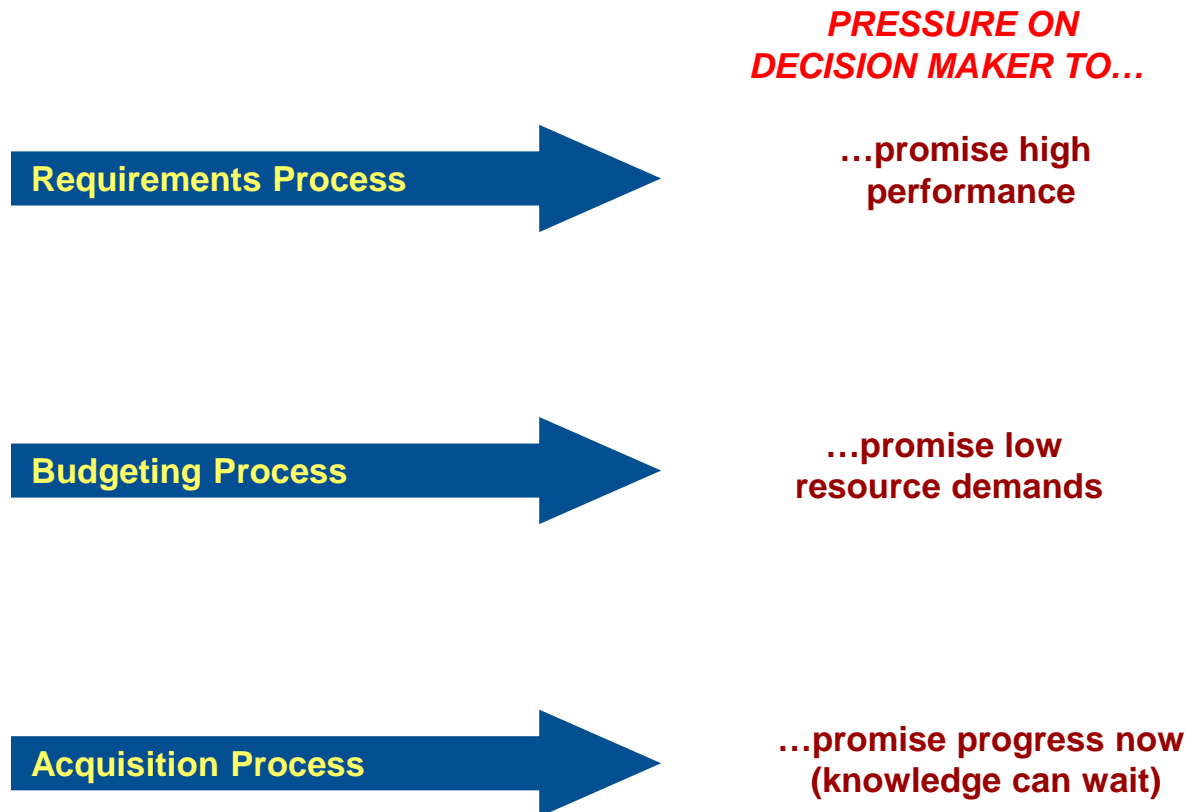 PRESSURE ON
DECISION MAKER TO…
Requirements Process
…promise high
performance
Budgeting Process
…promise low
resource demands
Acquisition Process
…promise progress now
(knowledge can wait)